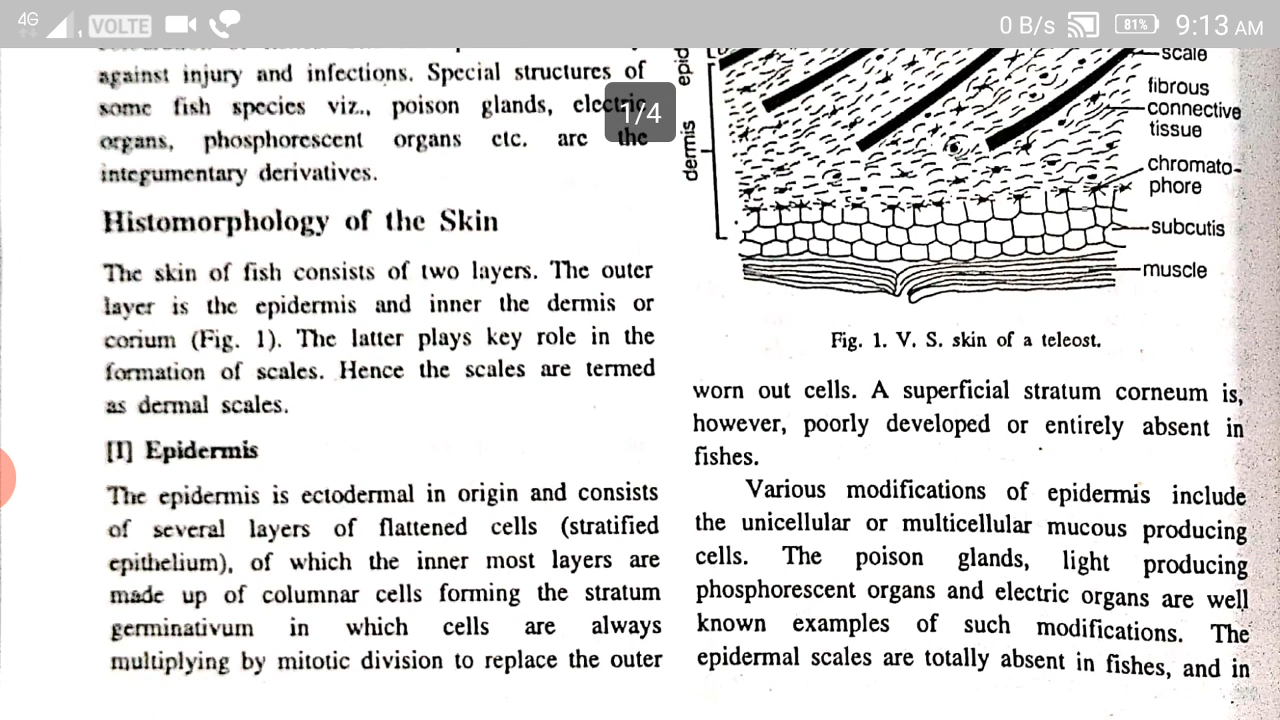 4G VOLTE 0 B/s 81% 9:13 AM
against injury and infections. Special structures of
some fish species viz., poison glands, electric
organs, phosphorescent organs etc. are the
integumentary derivatives.
1/4
Histomorphology of the Skin
The skin of fish consists of two layers. The outer
layer is the epidermis and inner the dermis or
corium (Fig. 1). The latter plays key role in the
formation of scales. Hence the scales are termed
as dermal scales.
[I] Epidermis
The epidermis is ectodermal in origin and consists
of several layers of flattened cells (stratified
epithelium), of which the inner most layers are
made up of columnar cells forming the stratum
germinativum in which cells are always
multiplying by mitotic division to replace the outer
epid
dermis
scale
fibrous
connective
tissue
chromato-
phore
subcutis
muscle
Fig. 1. V. S. skin of a teleost.
worn out cells. A superficial stratum corneum is,
however, poorly developed or entirely absent in
fishes.
Various modifications of epidermis include
the unicellular or multicellular mucous producing
cells. The poison glands, light producing
phosphorescent organs and electric organs are well
known examples of such modifications. The
epidermal scales are totally absent in fishes, and in